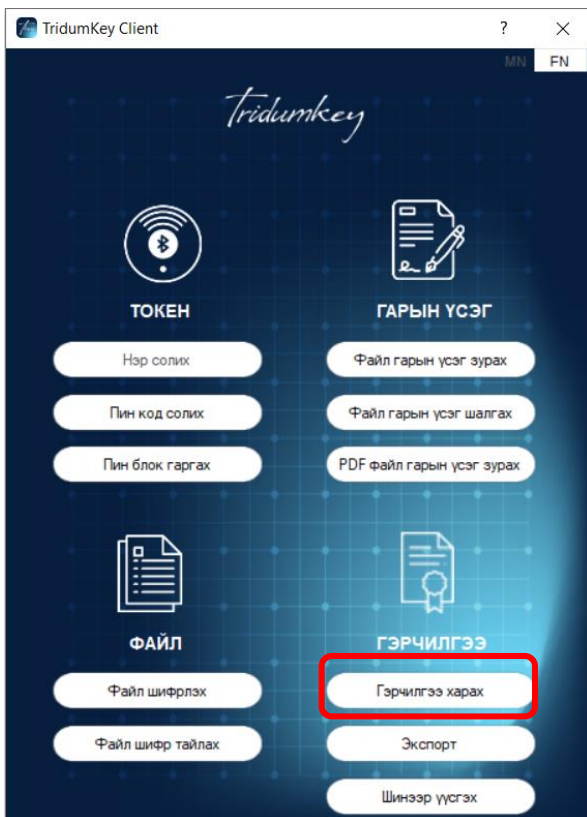 TridumKey Client
?
MN EN
Tridumkey
ТОКЕН
Нэр солих
Пин код солих
Пин блок гаргах
ГАРЫН ҮСЭГ
Файл гарын үсэг зурах
Файл гарын үсэг шалгах
PDF файл гарын үсэг зурах
ФАЙЛ
Файл шифрлэх
Файл шифр тайлах
ГЭРЧИЛГЭЭ
Гэрчилгээ харах
Экспорт
Шинээр үүсгэх